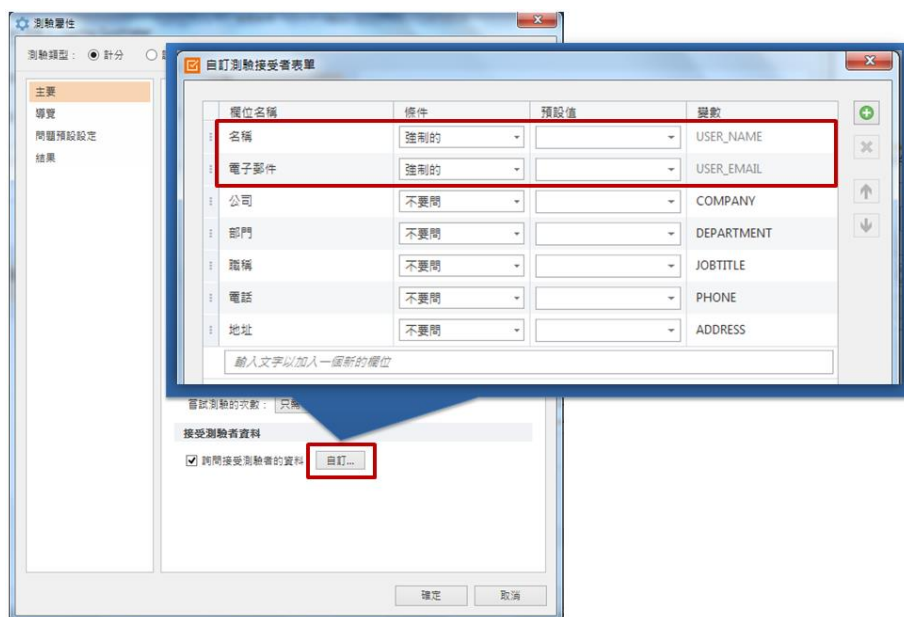 測驗屬性
測驗類型： 計分
主要
導覽
問題預設設定
結果
自訂測驗接受者表單
欄位名稱 條件 預設值 變數
名稱 強制的 USER_NAME
電子郵件 強制的 USER_EMAIL
公司 不要問 COMPANY
部門 不要問 DEPARTMENT
職稱 不要問 JOBTITLE
電話 不要問 PHONE
地址 不要問 ADDRESS
輸入文字以加入一個新的欄位
嘗試測驗的次數： 只能
接受測驗者資料
詢問接受測驗者的資料 自訂...
確定 取消